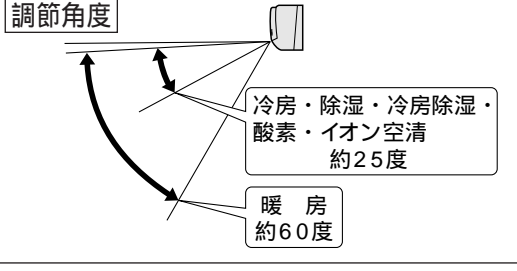 調節角度
冷房・除湿・冷房除湿・
酸素・イオン空清
約25度
暖　房
約60度